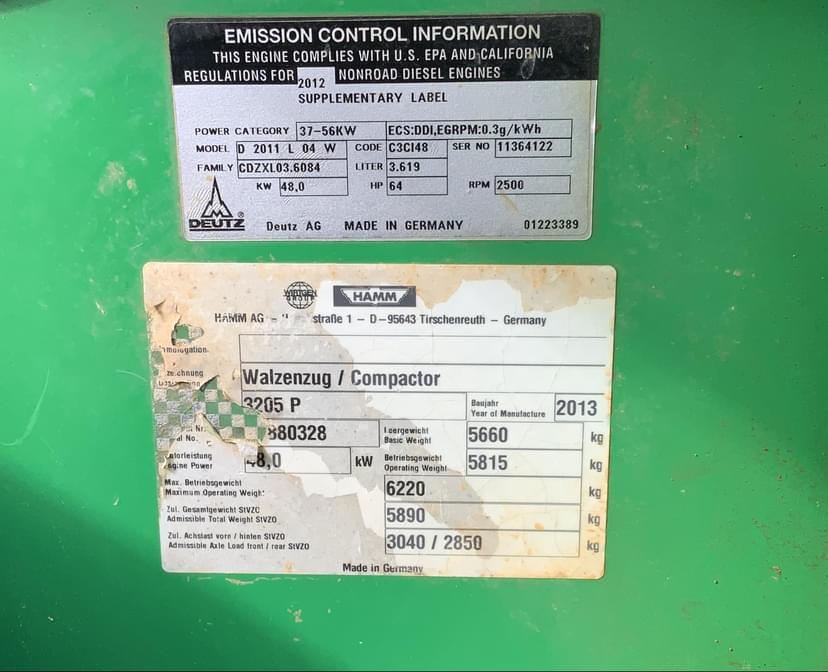 EMISSION CONTROL INFORMATION
THIS ENGINE COMPLIES WITH U.S. EPA AND CALIFORNIA
REGULATIONS FOR 2012 NONROAD DIESEL ENGINES
SUPPLEMENTARY LABEL
POWER CATEGORY 37-56KW ECS:DDI,EGRPM:0.3g/kWh
MODEL D 2011 L 04 W CODE C3CI48 SER NO 11364122
FAMILY CDZXL03.6084 LITER 3.619
KW 48,0 HP 64 RPM 2500
DEUTZ ® Deutz AG MADE IN GERMANY 01223389
WIRTGEN GROUP HAMM
HAMM AG - straße 1 - D-95643 Tirschenreuth - Germany
Walzenzug / Compactor
3205 P Baujahr
Year of Manufacture 2013
880328 Leergewicht
Basic Weight 5660 kg
48,0 kW Betriebsgewicht
Engine Power Operating Weight 5815 kg
Max. Betriebsgewicht
Maximum Operating Weight: 6220 kg
Zul. Gesamtgewicht StVZO
Admissible Total Weight StVZO 5890 kg
Zul. Achslast vorn / hinten StVZO
Admissible Axle Load front / rear StVZO 3040 / 2850 kg
Made in Germany